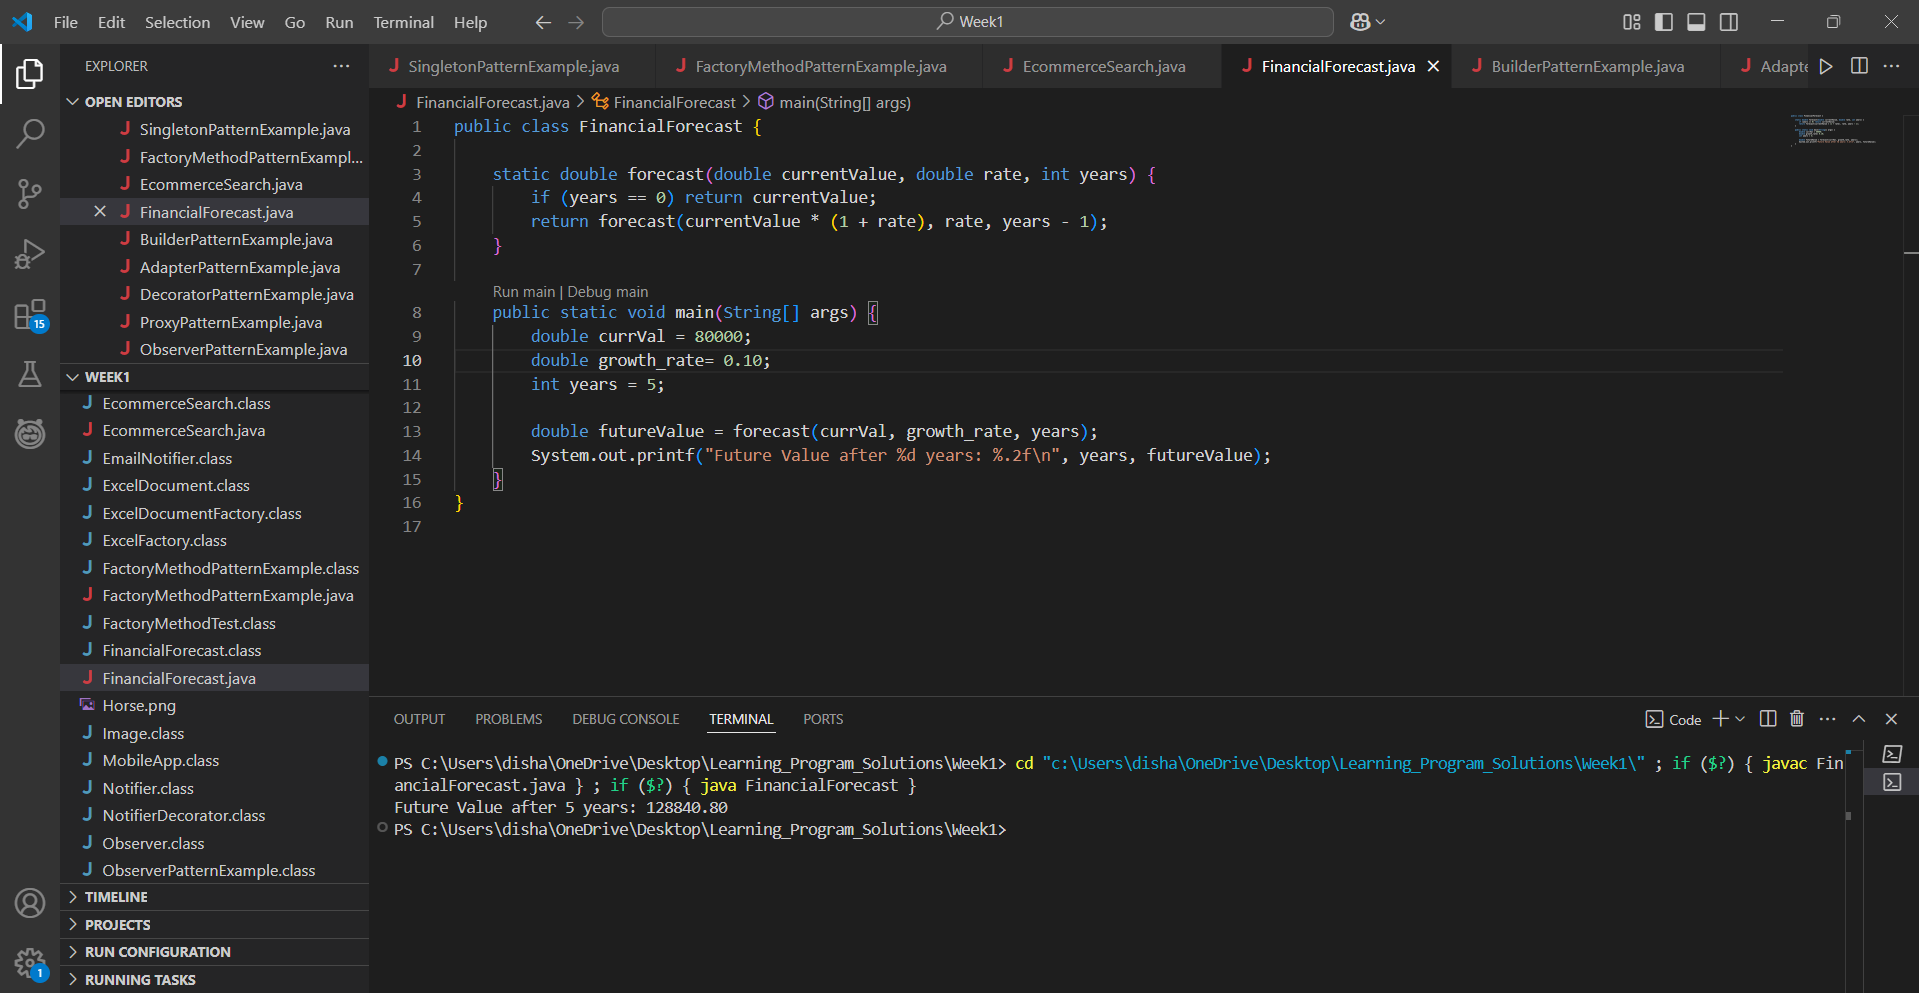 File Edit Selection View Go Run Terminal Help
Week1
EXPLORER
OPEN EDITORS
SingletonPatternExample.java
FactoryMethodPatternExampl...
EcommerceSearch.java
FinancialForecast.java
BuilderPatternExample.java
AdapterPatternExample.java
DecoratorPatternExample.java
ProxyPatternExample.java
ObserverPatternExample.java
WEEK1
EcommerceSearch.class
EcommerceSearch.java
EmailNotifier.class
ExcelDocument.class
ExcelDocumentFactory.class
ExcelFactory.class
FactoryMethodPatternExample.class
FactoryMethodPatternExample.java
FactoryMethodTest.class
FinancialForecast.class
FinancialForecast.java
Horse.png
Image.class
MobileApp.class
Notifier.class
NotifierDecorator.class
Observer.class
ObserverPatternExample.class
TIMELINE
PROJECTS
RUN CONFIGURATION
RUNNING TASKS
15
1
SingletonPatternExample.java FactoryMethodPatternExample.java EcommerceSearch.java FinancialForecast.java BuilderPatternExample.java Adapte
FinancialForecast.java > FinancialForecast > main(String[] args)
1 public class FinancialForecast {
2
3 static double forecast(double currentValue, double rate, int years) {
4 if (years == 0) return currentValue;
5 return forecast(currentValue * (1 + rate), rate, years - 1);
6 }
7
Run main | Debug main
8 public static void main(String[] args) {
9 double currVal = 80000;
10 double growth_rate= 0.10;
11 int years = 5;
12
13 double futureValue = forecast(currVal, growth_rate, years);
14 System.out.printf("Future Value after %d years: %.2f\n", years, futureValue);
15 }
16 }
17
OUTPUT PROBLEMS DEBUG CONSOLE TERMINAL PORTS
Code
PS C:\Users\disha\OneDrive\Desktop\Learning_Program_Solutions\Week1> cd "c:\Users\disha\OneDrive\Desktop\Learning_Program_Solutions\Week1\" ; if ($?) { javac Fin
ancialForecast.java } ; if ($?) { java FinancialForecast }
Future Value after 5 years: 128840.80
PS C:\Users\disha\OneDrive\Desktop\Learning_Program_Solutions\Week1>